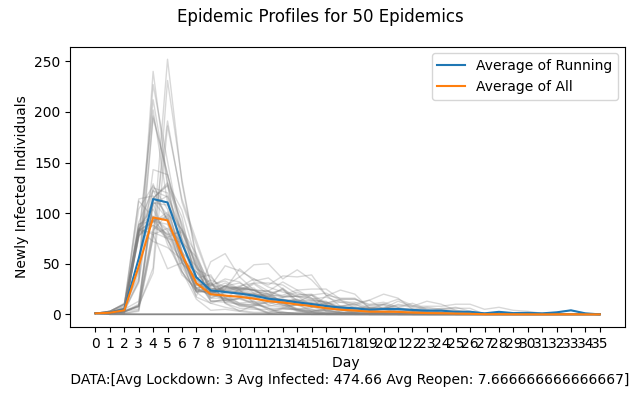 Epidemic Profiles for 50 Epidemics
Average of Running
Average of All
250
200
150
100
50
0
Newly Infected Individuals
0 1 2 3 4 5 6 7 8 9 10 11 12 13 14 15 16 17 18 19 20 21 22 23 24 25 26 27 28 29 30 31 32 33 34 35
Day
DATA:[Avg Lockdown: 3 Avg Infected: 474.66 Avg Reopen: 7.666666666666667]